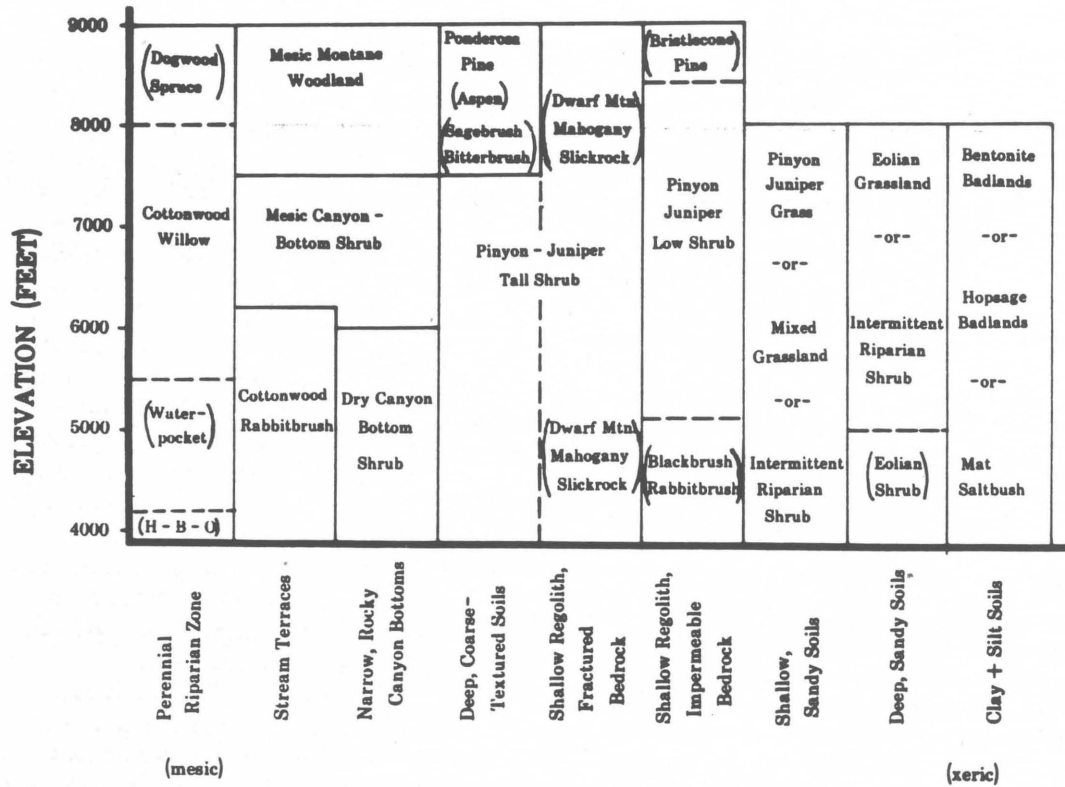 ELEVATION (FEET)
9000
8000
7000
6000
5000
4000
(Dogwood
Spruce)
Cottonwood
Willow
(Water-
pocket)
(H - B - O)
Mesic Montane
Woodland
Mesic Canyon -
Bottom Shrub
Cottonwood
Rabbitbrush
Dry Canyon
Bottom
Shrub
Ponderosa
Pine
(Aspen)
(Sagebrush
Bitterbrush)
Pinyon - Juniper
Tall Shrub
(Dwarf Mtn.
Mahogany
Slickrock)
(Dwarf Mtn.
Mahogany
Slickrock)
(Bristlecone
Pine)
Pinyon
Juniper
Low Shrub
(Blackbrush
Rabbitbrush)
Pinyon
Juniper
Grass
-or-
Mixed
Grassland
-or-
Intermittent
Riparian
Shrub
Eolian
Grassland
-or-
Intermittent
Riparian
Shrub
(Eolian
Shrub)
Bentonite
Badlands
-or-
Hopsage
Badlands
-or-
Mat
Saltbush
Perennial
Riparian Zone
Stream Terraces
Narrow, Rocky
Canyon Bottoms
Deep, Coarse-
Textured Soils
Shallow Regolith,
Fractured
Bedrock
Shallow Regolith,
Impermeable
Bedrock
Shallow,
Sandy Soils
Deep, Sandy Soils,
Clay + Silt Soils
(mesic)
(xeric)